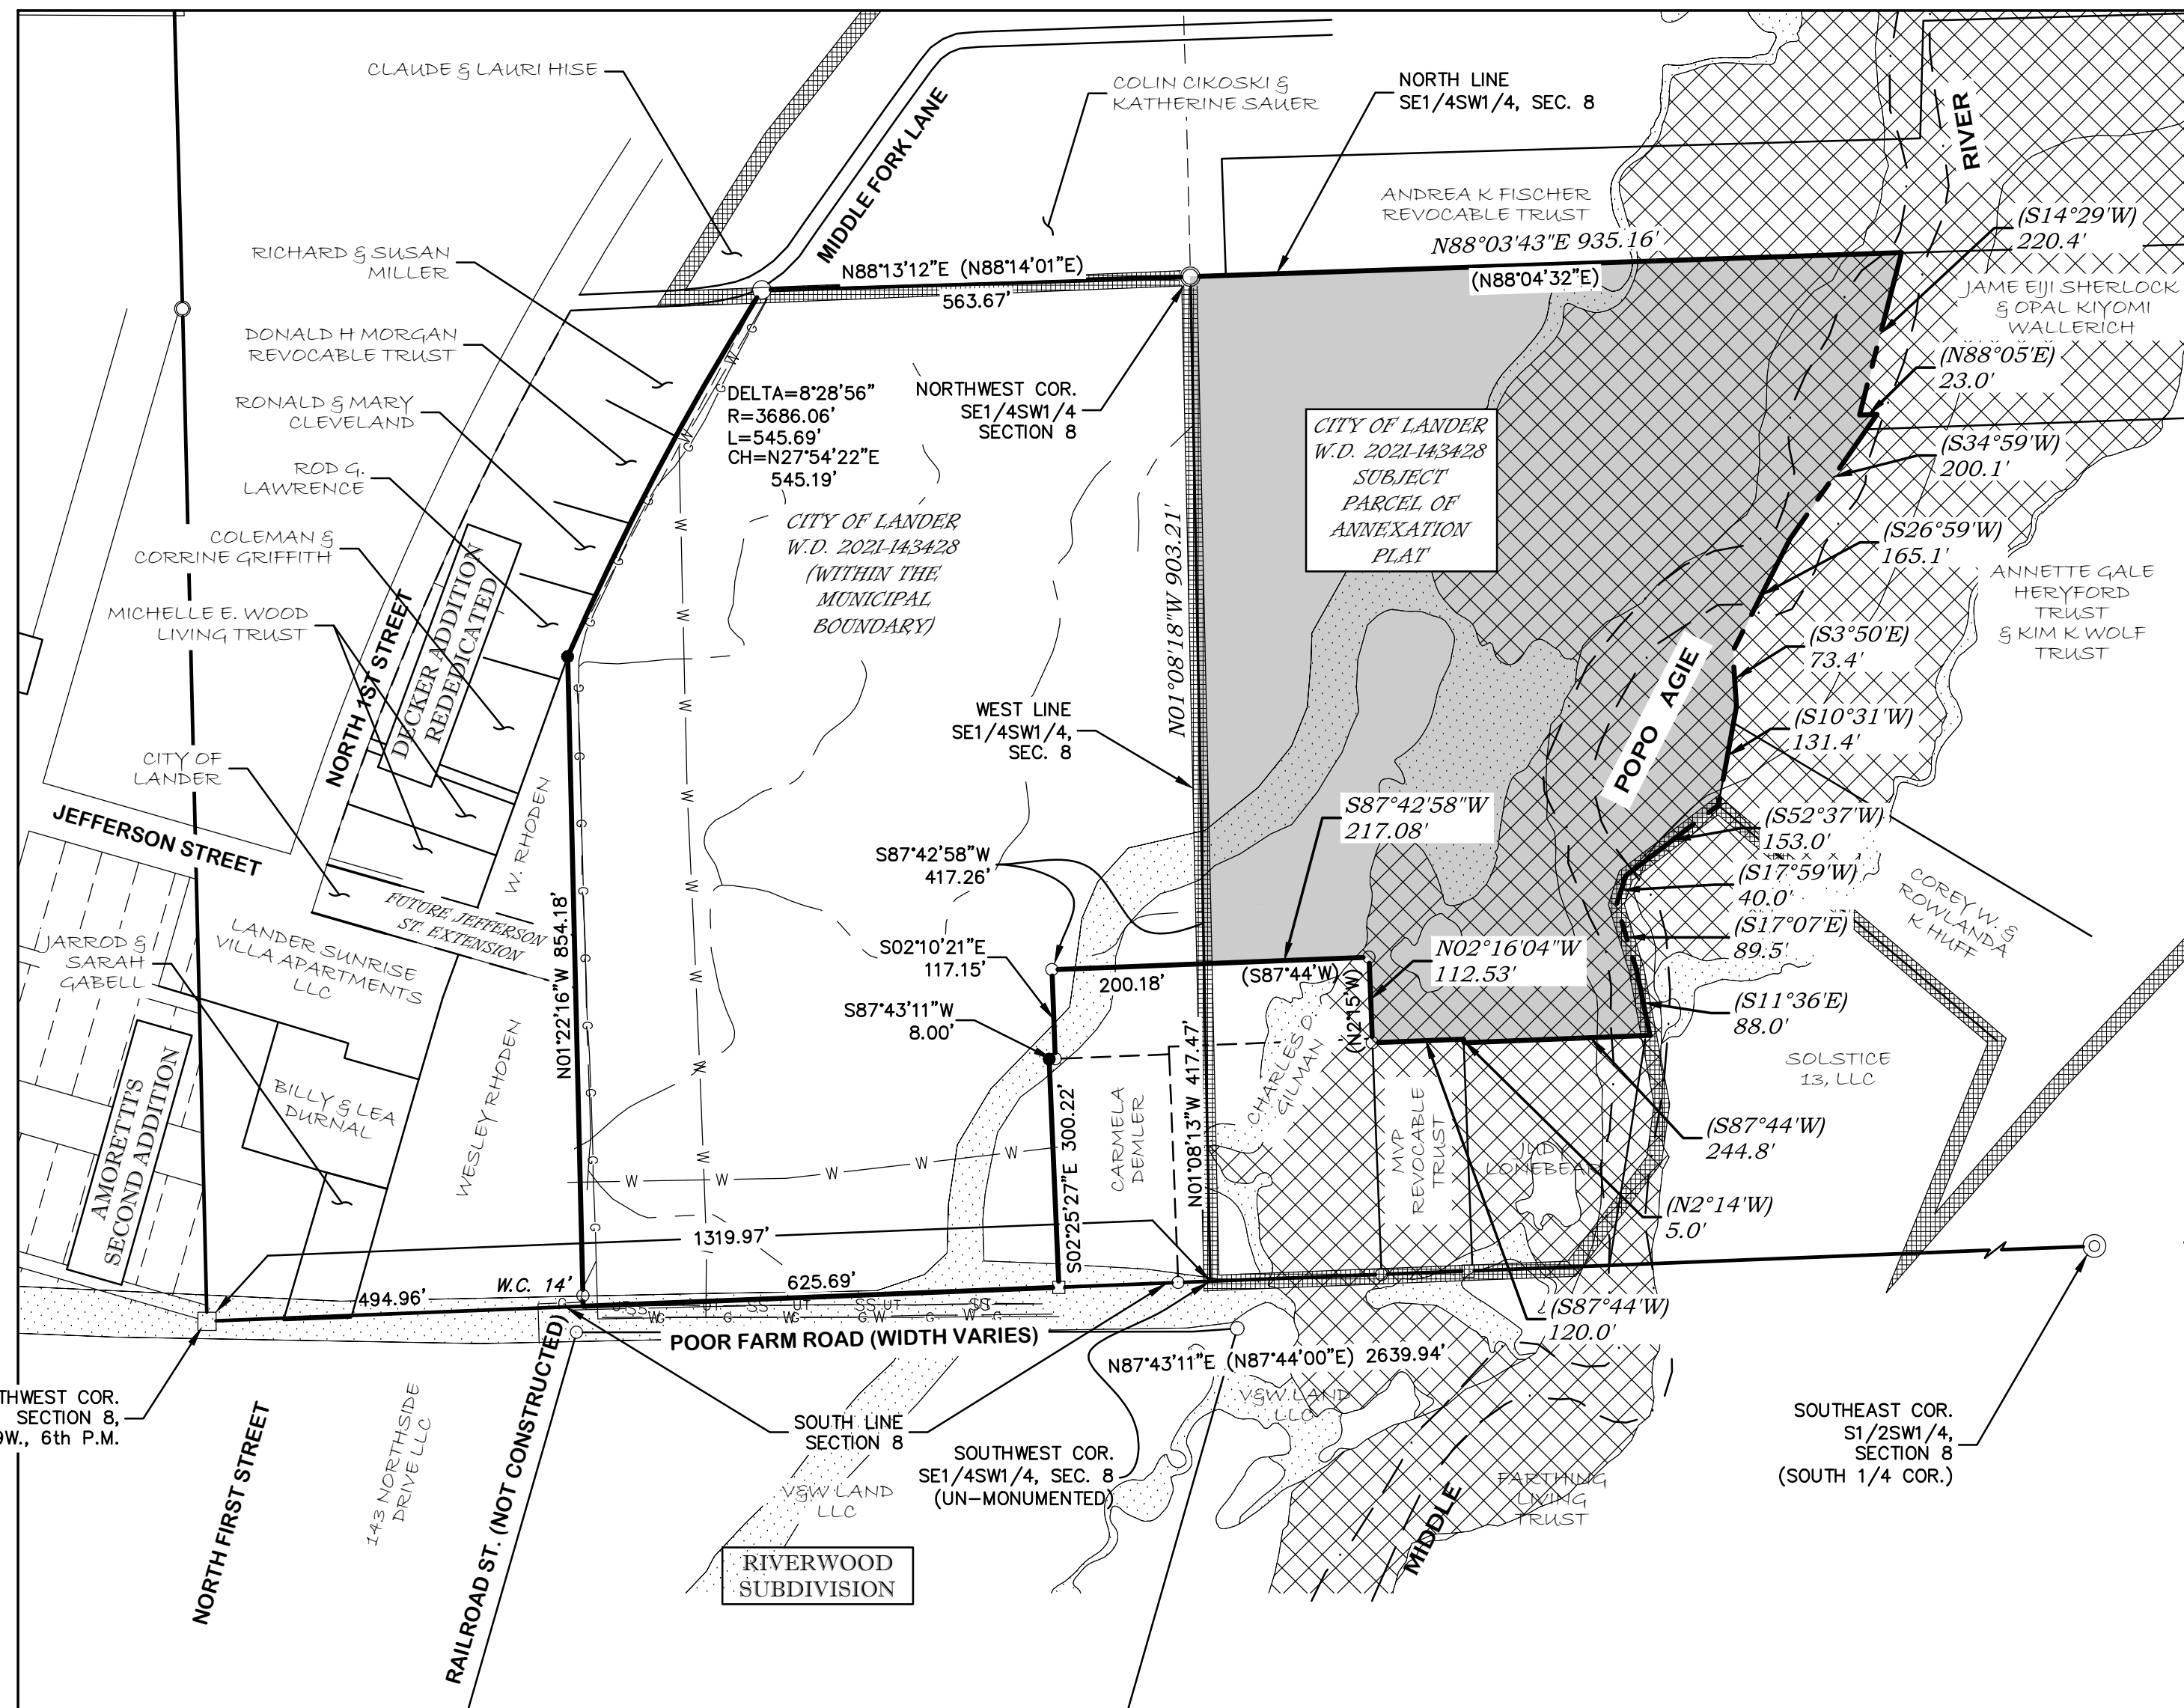 CLAUDE & LAURI HISE
COLIN CIKOSKI &
KATHERINE SAUER
NORTH LINE
SE1/4SW1/4, SEC. 8
RIVER
MIDDLE FORK LANE
ANDREA K FISCHER
REVOCABLE TRUST
N88°03'43"E 935.16'
(N88°04'32"E)
(S14°29'W)
220.4'
RICHARD & SUSAN
MILLER
N88°13'12"E (N88°14'01"E)
563.67'
JAME EIJI SHERLOCK
& OPAL KIYOMI
WALLERICH
DONALD H MORGAN
REVOCABLE TRUST
(N88°05'E)
23.0'
RONALD & MARY
CLEVELAND
DELTA=8°28'56"
R=3686.06'
L=545.69'
CH=N27°54'22"E
545.19'
NORTHWEST COR.
SE1/4SW1/4
SECTION 8
CITY OF LANDER
W.D. 2021-143428
SUBJECT
PARCEL OF
ANNEXATION
PLAT
(S34°59'W)
200.1'
ROD G.
LAWRENCE
CITY OF LANDER
W.D. 2021-143428
(WITHIN THE
MUNICIPAL
BOUNDARY)
N01°08'18"W 903.21'
(S26°59'W)
165.1'
COLEMAN &
CORRINE GRIFFITH
ANNETTE GALE
HERYFORD
TRUST
& KIM K WOLF
TRUST
MICHELLE E. WOOD
LIVING TRUST
NORTH 1ST STREET
DECKER ADDITION
REDEDICATED
(S3°50'E)
73.4'
POPO AGIE
WEST LINE
SE1/4SW1/4,
SEC. 8
(S10°31'W)
131.4'
CITY OF
LANDER
JEFFERSON STREET
W. RHODEN
S87°42'58"W
217.08'
(S52°37'W)
153.0'
S87°42'58"W
417.26'
(S17°59'W)
40.0'
COREY W. &
ROWLANDA
K HUFF
FUTURE JEFFERSON
ST. EXTENSION
N01°22'16"W 854.18'
(S17°07'E)
89.5'
JARROD &
SARAH
GABELL
LANDER SUNRISE
VILLA APARTMENTS
LLC
S02°10'21"E
117.15'
200.18'
(S87°44'W)
N02°16'04"W
112.53'
(N2°15'W)
(S11°36'E)
88.0'
S87°43'11"W
8.00'
SOLSTICE
13, LLC
AMORETTI'S
SECOND ADDITION
BILLY & LEA
DURNAL
WESLEY RHODEN
S02°25'27"E 300.22'
CARMELA
DEMLER
N01°08'13"W 417.47'
CHARLES D.
GILMAN
MVP
REVOCABLE
TRUST
JUDY
LONEBEAR
(S87°44'W)
244.8'
(N2°14'W)
5.0'
1319.97'
494.96'
W.C. 14'
625.69'
(S87°44'W)
120.0'
POOR FARM ROAD (WIDTH VARIES)
N87°43'11"E (N87°44'00"E) 2639.94'
THWEST COR.
SECTION 8,
9W., 6th P.M.
NORTH FIRST STREET
143 NORTHSIDE
DRIVE LLC
RAILROAD ST. (NOT CONSTRUCTED)
SOUTH LINE
SECTION 8
V&W LAND
LLC
SOUTHWEST COR.
SE1/4SW1/4, SEC. 8
(UN-MONUMENTED)
V&W LAND
LLC
MIDDLE
FARTHING
LIVING
TRUST
SOUTHEAST COR.
S1/2SW1/4,
SECTION 8
(SOUTH 1/4 COR.)
RIVERWOOD
SUBDIVISION